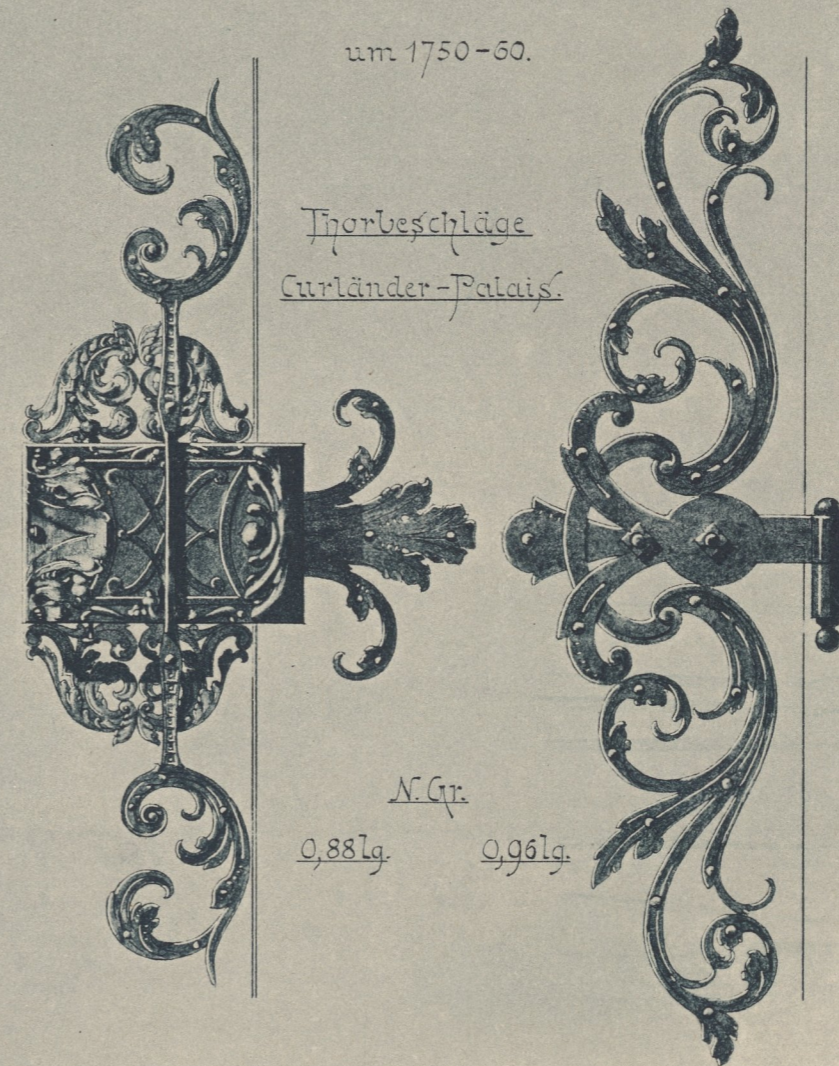 um 1750-60.
Thorbeschläge
Curländer-Palais.
N. Gr.
0,88 lg.
0,96 lg.